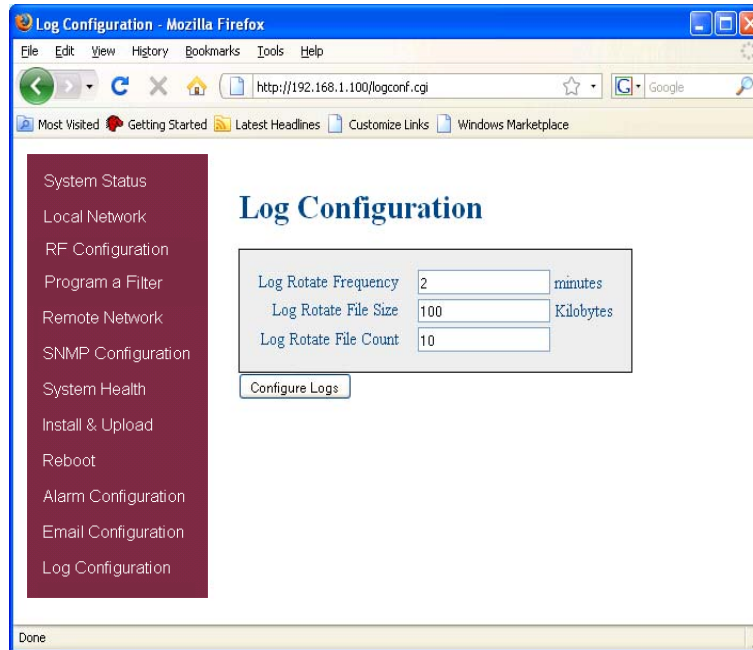 Log Configuration - Mozilla Firefox
File Edit View History Bookmarks Tools Help
http://192.168.1.100/logconf.cgi
G Google
Most Visited Getting Started Latest Headlines Customize Links Windows Marketplace
System Status
Local Network
RF Configuration
Program a Filter
Remote Network
SNMP Configuration
System Health
Install & Upload
Reboot
Alarm Configuration
Email Configuration
Log Configuration
Log Configuration
Log Rotate Frequency 2 minutes
Log Rotate File Size 100 Kilobytes
Log Rotate File Count 10
Configure Logs
Done